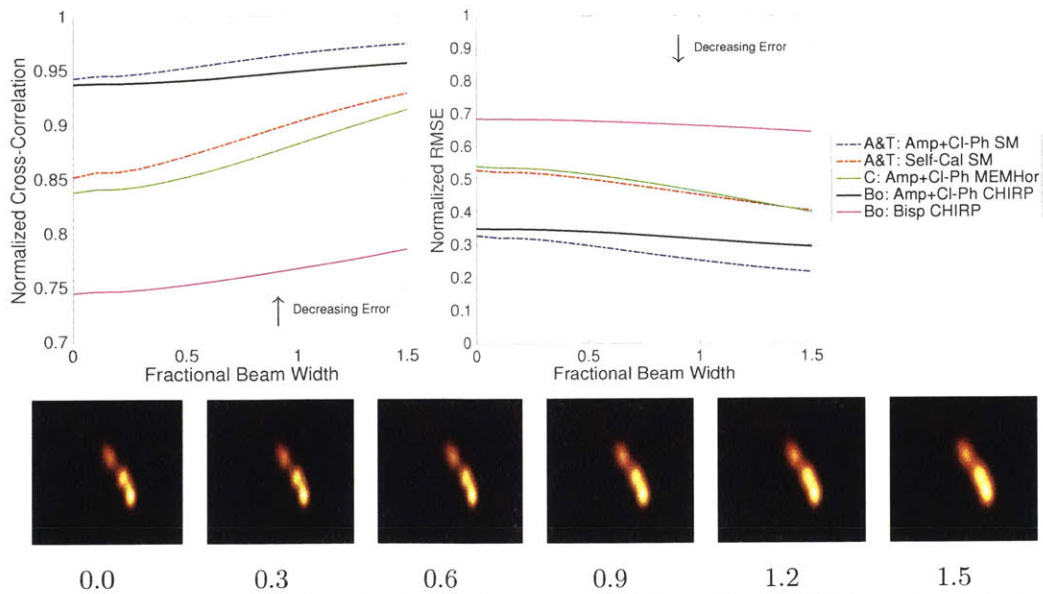 Normalized Cross-Correlation
1
0.95
0.9
0.85
0.8
0.75
0.7
0
0.5
1
1.5
Fractional Beam Width
↑ Decreasing Error
Normalized RMSE
1
0.9
0.8
0.7
0.6
0.5
0.4
0.3
0.2
0.1
0
0
0.5
1
1.5
Fractional Beam Width
↓ Decreasing Error
A&T: Amp+Cl-Ph SM
A&T: Self-Cal SM
C: Amp+Cl-Ph MEMHor
Bo: Amp+Cl-Ph CHIRP
Bo: Bisp CHIRP
0.0 0.3 0.6 0.9 1.2 1.5